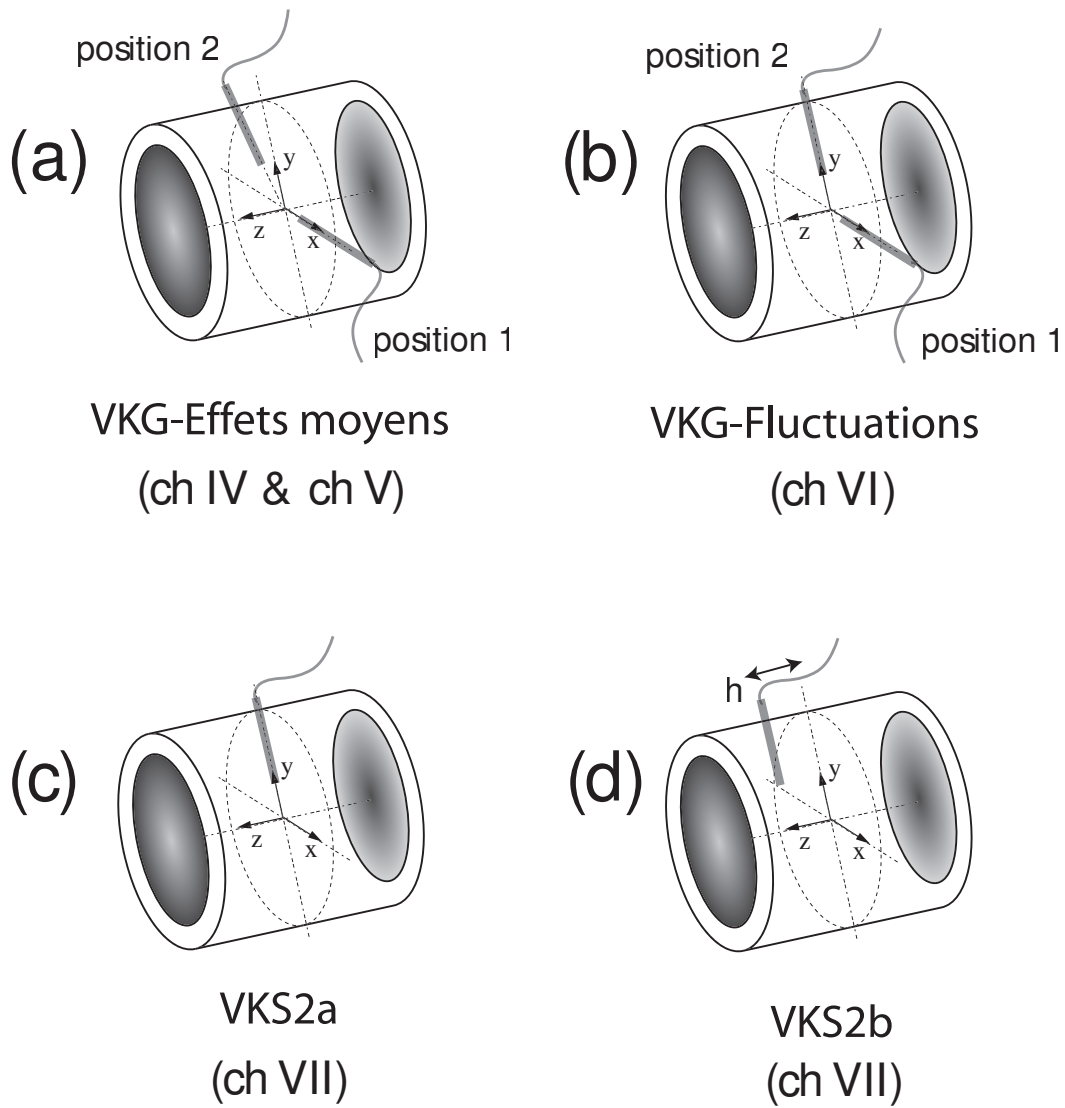 position 2
(a)
y
z
x
position 1
VKG-Effets moyens
(ch IV & ch V)
position 2
(b)
y
z
x
position 1
VKG-Fluctuations
(ch VI)
(c)
y
z
x
VKS2a
(ch VII)
h
(d)
y
z
x
VKS2b
(ch VII)